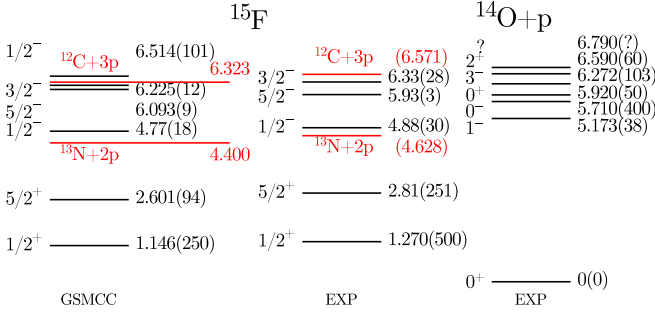 ¹⁵F
¹⁴O+p
1/2⁻ 6.514(101)
¹²C+3p 6.323
3/2⁻ 6.225(12)
5/2⁻ 6.093(9)
1/2⁻ 4.77(18)
¹³N+2p 4.400
5/2⁺ 2.601(94)
1/2⁺ 1.146(250)
GSMCC
¹²C+3p (6.571)
3/2⁻ 6.33(28)
5/2⁻ 5.93(3)
1/2⁻ 4.88(30)
¹³N+2p (4.628)
5/2⁺ 2.81(251)
1/2⁺ 1.270(500)
EXP
? 6.790(?)
2⁺ 6.590(60)
3⁻ 6.272(103)
0⁺ 5.920(50)
0⁻ 5.710(400)
1⁻ 5.173(38)
0⁺ 0(0)
EXP